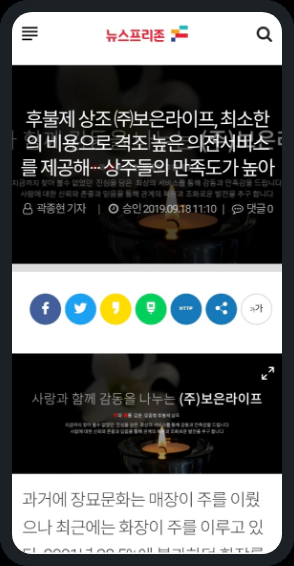 뉴스프리존
후불제 상조 ㈜보은라이프, 최소한
의 비용으로 격조 높은 의전서비스
를 제공해… 상주들의 만족도가 높아
곽종현 기자 | 승인 2019.09.18 11:10 | 댓글 0
HTTP
가가
사랑과 함께 감동을 나누는 (주)보은라이프
과거에 장묘문화는 매장이 주를 이뤘
으나 최근에는 화장이 주를 이루고 있